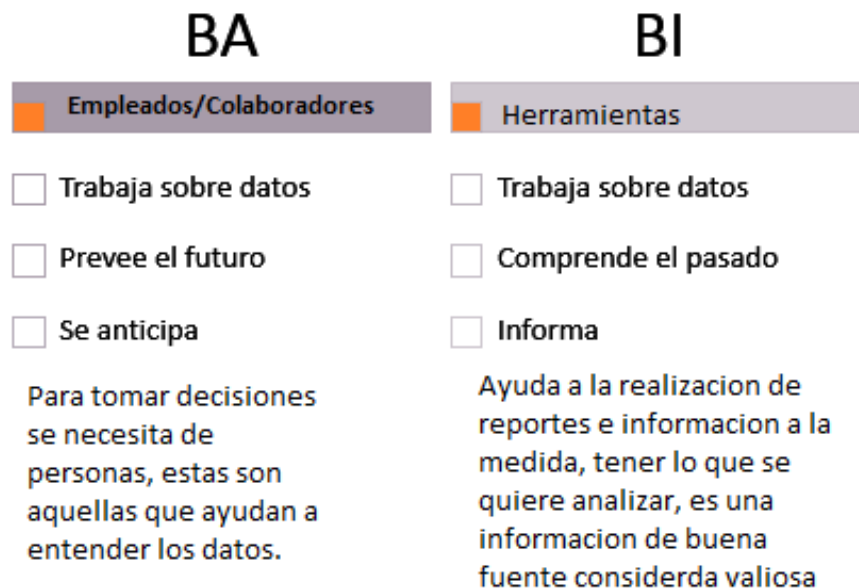 BA
Empleados/Colaboradores
Trabaja sobre datos
Prevee el futuro
Se anticipa
Para tomar decisiones
se necesita de
personas, estas son
aquellas que ayudan a
entender los datos.
BI
Herramientas
Trabaja sobre datos
Comprende el pasado
Informa
Ayuda a la realizacion de
reportes e informacion a la
medida, tener lo que se
quiere analizar, es una
informacion de buena
fuente considerda valiosa